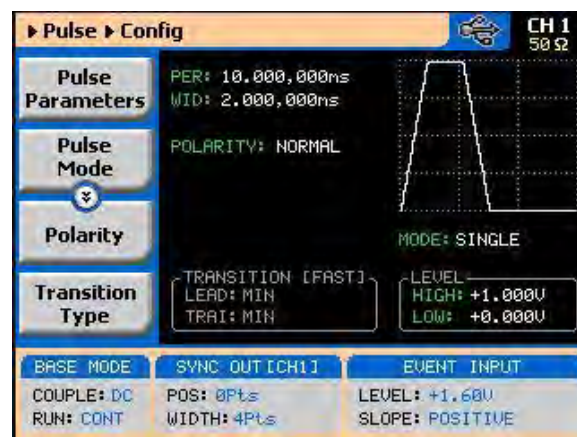 ▶ Pulse ▶ Config
CH 1
50 Ω
Pulse
Parameters
Pulse
Mode
Polarity
Transition
Type
PER: 10.000,000ms
WID: 2.000,000ms
POLARITY: NORMAL
MODE: SINGLE
TRANSITION [FAST]
LEAD: MIN
TRAI: MIN
LEVEL
HIGH: +1.000V
LOW: +0.000V
BASE MODE
COUPLE: DC
RUN: CONT
SYNC OUT[CH1]
POS: 0Pts
WIDTH: 4Pts
EVENT INPUT
LEVEL: +1.60V
SLOPE: POSITIVE